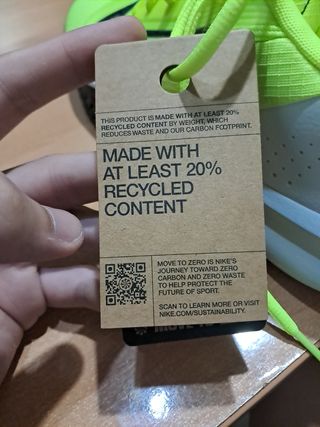 THIS PRODUCT IS MADE WITH AT LEAST 20%
RECYCLED CONTENT BY WEIGHT, WHICH
REDUCES WASTE AND OUR CARBON FOOTPRINT.
MADE WITH
AT LEAST 20%
RECYCLED
CONTENT
MOVE TO ZERO IS NIKE'S
JOURNEY TOWARD ZERO
CARBON AND ZERO WASTE
TO HELP PROTECT THE
FUTURE OF SPORT.
SCAN TO LEARN MORE OR VISIT
NIKE.COM/SUSTAINABILITY.
MOVE